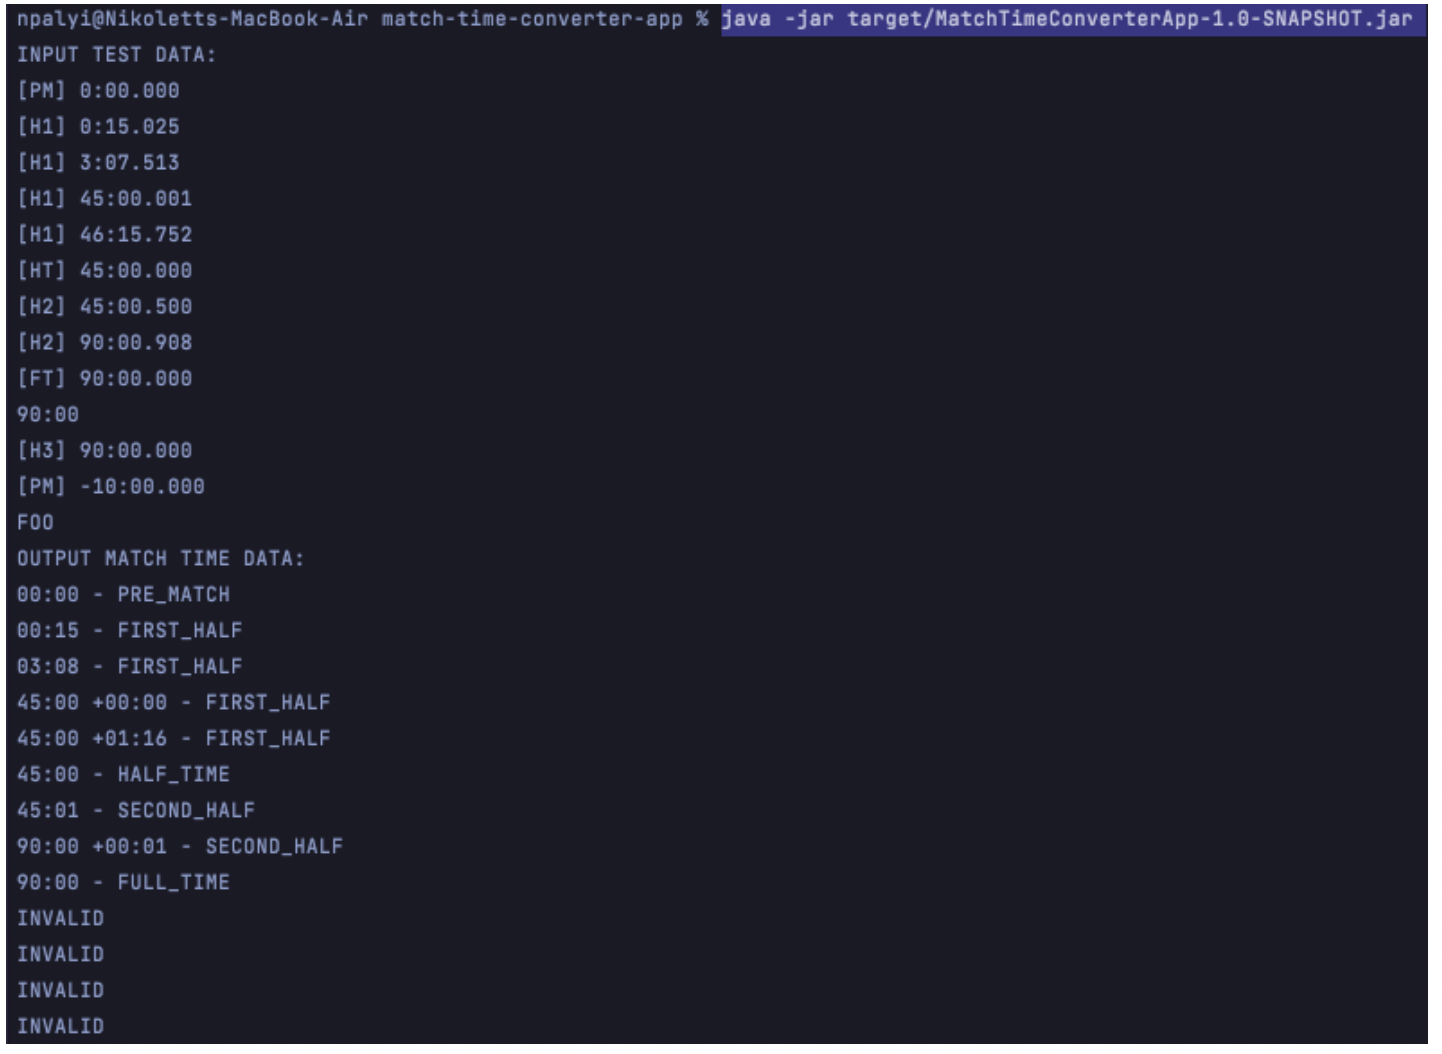 npalyi@Nikoletts-MacBook-Air match-time-converter-app % java -jar target/MatchTimeConverterApp-1.0-SNAPSHOT.jar
INPUT TEST DATA:
[PM] 0:00.000
[H1] 0:15.025
[H1] 3:07.513
[H1] 45:00.001
[H1] 46:15.752
[HT] 45:00.000
[H2] 45:00.500
[H2] 90:00.908
[FT] 90:00.000
90:00
[H3] 90:00.000
[PM] -10:00.000
FOO
OUTPUT MATCH TIME DATA:
00:00 - PRE_MATCH
00:15 - FIRST_HALF
03:08 - FIRST_HALF
45:00 +00:00 - FIRST_HALF
45:00 +01:16 - FIRST_HALF
45:00 - HALF_TIME
45:01 - SECOND_HALF
90:00 +00:01 - SECOND_HALF
90:00 - FULL_TIME
INVALID
INVALID
INVALID
INVALID